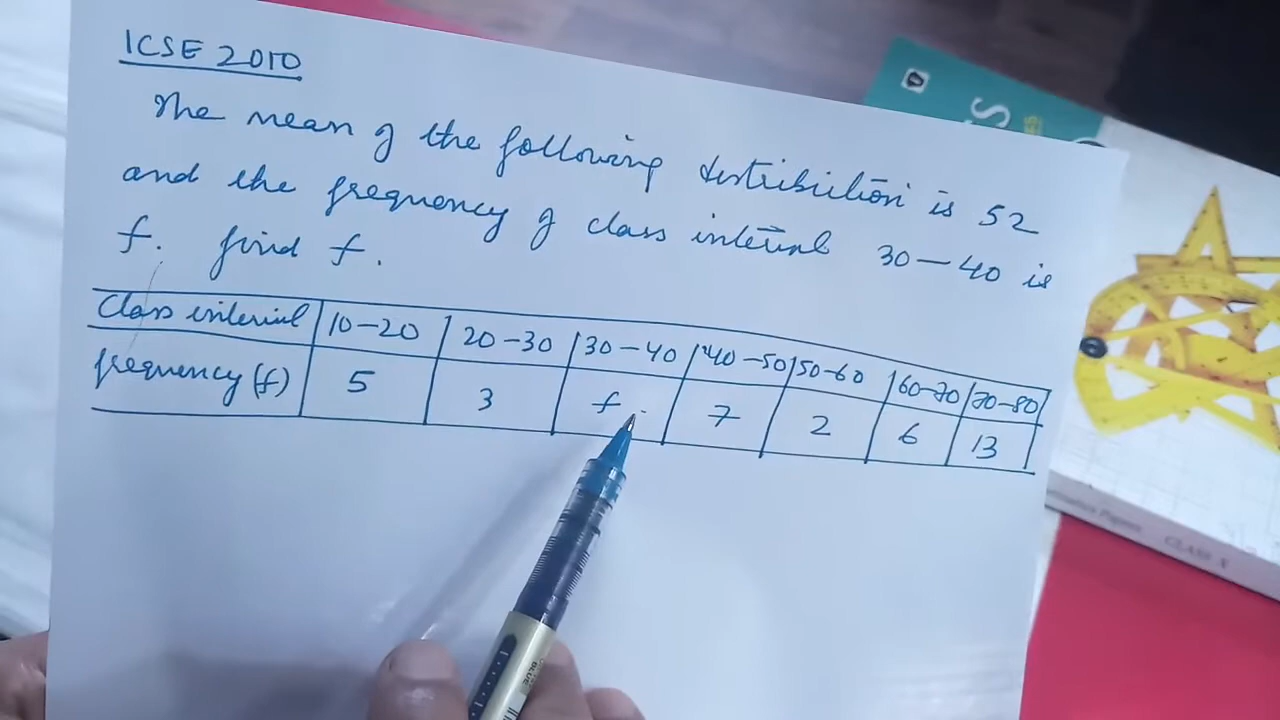 ICSE 2010
The mean of the following distribution is 52
and the frequency of class interval 30-40 is
f. find f.
Class interval 10-20 20-30 30-40 40-50 50-60 60-70 70-80
frequency (f) 5 3 f 7 2 6 13
CLASS X